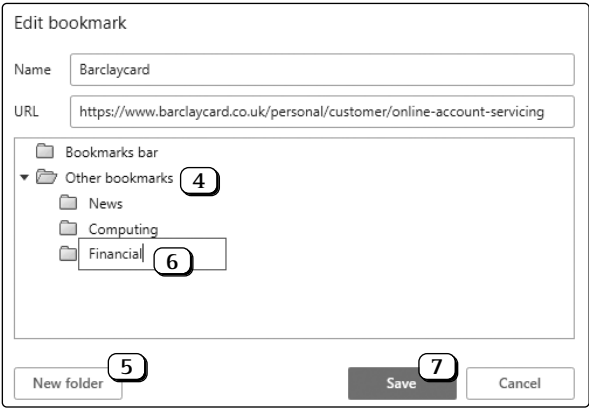 Edit bookmark
Name Barclaycard
URL https://www.barclaycard.co.uk/personal/customer/online-account-servicing
Bookmarks bar
Other bookmarks 4
News
Computing
Financial 6
5 7
New folder Save Cancel